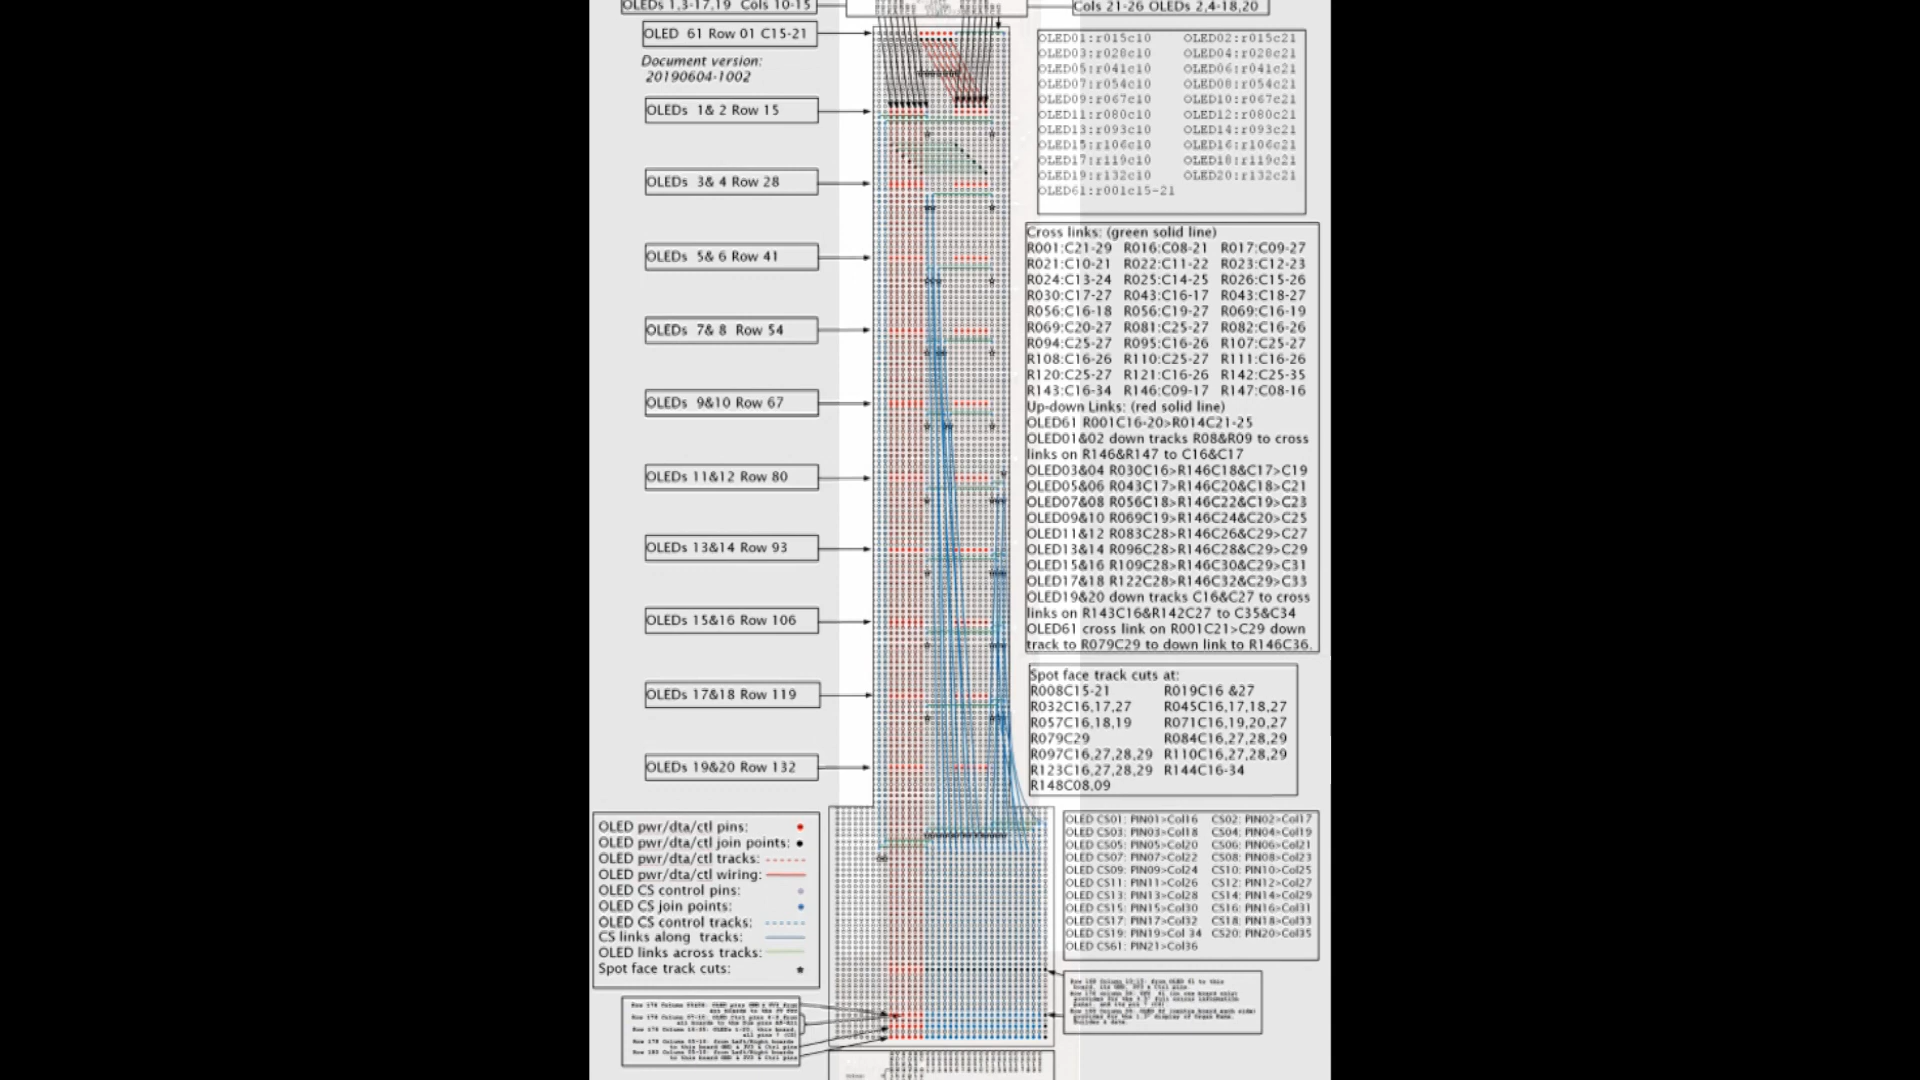 OLEDs 1,3-17,19 Cols 10-15
Cols 21-26 OLEDs 2,4-18,20
OLED 61 Row 01 C15-21
Document version:
20190604-1002
OLEDs 1& 2 Row 15
OLEDs 3& 4 Row 28
OLEDs 5& 6 Row 41
OLEDs 7& 8 Row 54
OLEDs 9&10 Row 67
OLEDs 11&12 Row 80
OLEDs 13&14 Row 93
OLEDs 15&16 Row 106
OLEDs 17&18 Row 119
OLEDs 19&20 Row 132
OLED01:r015c10 OLED02:r015c21
OLED03:r028c10 OLED04:r028c21
OLED05:r041c10 OLED06:r041c21
OLED07:r054c10 OLED08:r054c21
OLED09:r067c10 OLED10:r067c21
OLED11:r080c10 OLED12:r080c21
OLED13:r093c10 OLED14:r093c21
OLED15:r106c10 OLED16:r106c21
OLED17:r119c10 OLED18:r119c21
OLED19:r132c10 OLED20:r132c21
OLED61:r001c15-21
Cross links: (green solid line)
R001:C21-29 R016:C08-21 R017:C09-27
R021:C10-21 R022:C11-22 R023:C12-23
R024:C13-24 R025:C14-25 R026:C15-26
R030:C17-27 R043:C16-17 R043:C18-27
R056:C16-18 R056:C19-27 R069:C16-19
R069:C20-27 R081:C25-27 R082:C16-26
R094:C25-27 R095:C16-26 R107:C25-27
R108:C16-26 R110:C25-27 R111:C16-26
R120:C25-27 R121:C16-26 R142:C25-35
R143:C16-34 R146:C09-17 R147:C08-16
Up-down Links: (red solid line)
OLED61 R001C16-20>R014C21-25
OLED01&02 down tracks R08&R09 to cross
links on R146&R147 to C16&C17
OLED03&04 R030C16>R146C18&C17>C19
OLED05&06 R043C17>R146C20&C18>C21
OLED07&08 R056C18>R146C22&C19>C23
OLED09&10 R069C19>R146C24&C20>C25
OLED11&12 R083C28>R146C26&C29>C27
OLED13&14 R096C28>R146C28&C29>C29
OLED15&16 R109C28>R146C30&C29>C31
OLED17&18 R122C28>R146C32&C29>C33
OLED19&20 down tracks C16&C27 to cross
links on R143C16&R142C27 to C35&C34
OLED61 cross link on R001C21>C29 down
track to R079C29 to down link to R146C36.
Spot face track cuts at:
R008C15-21 R019C16 &27
R032C16,17,27 R045C16,17,18,27
R057C16,18,19 R071C16,19,20,27
R079C29 R084C16,27,28,29
R097C16,27,28,29 R110C16,27,28,29
R123C16,27,28,29 R144C16-34
R148C08,09
OLED pwr/dta/ctl pins:
OLED pwr/dta/ctl join points:
OLED pwr/dta/ctl tracks:
OLED pwr/dta/ctl wiring:
OLED CS control pins:
OLED CS join points:
OLED CS control tracks:
CS links along tracks:
OLED links across tracks:
Spot face track cuts:
OLED CS01: PIN01>Col16 CS02: PIN02>Col17
OLED CS03: PIN03>Col18 CS04: PIN04>Col19
OLED CS05: PIN05>Col20 CS06: PIN06>Col21
OLED CS07: PIN07>Col22 CS08: PIN08>Col23
OLED CS09: PIN09>Col24 CS10: PIN10>Col25
OLED CS11: PIN11>Col26 CS12: PIN12>Col27
OLED CS13: PIN13>Col28 CS14: PIN14>Col29
OLED CS15: PIN15>Col30 CS16: PIN16>Col31
OLED CS17: PIN17>Col32 CS18: PIN18>Col33
OLED CS19: PIN19>Col 34 CS20: PIN20>Col35
OLED CS61: PIN21>Col36